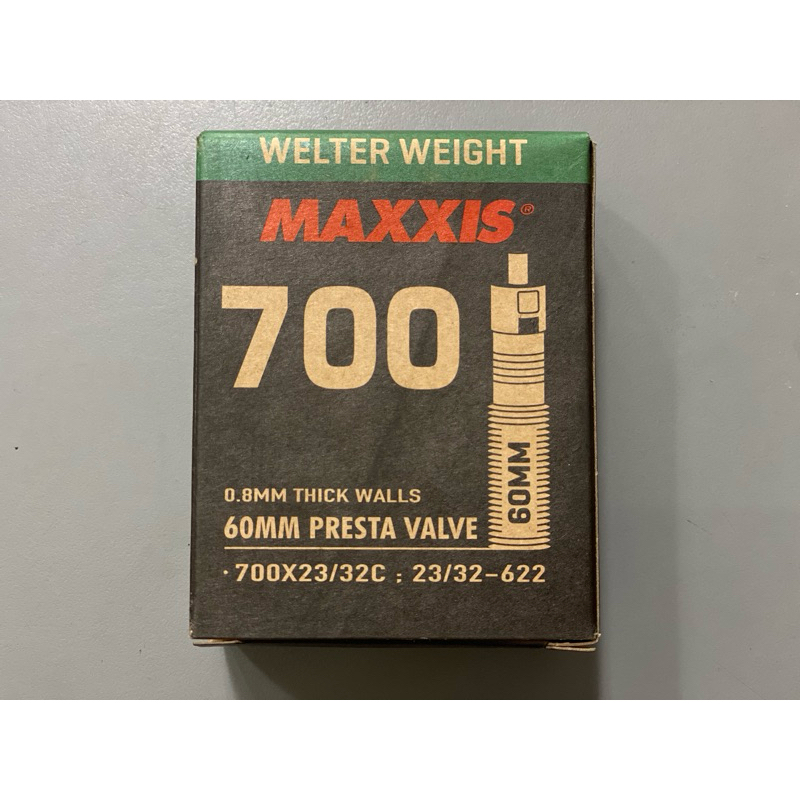 WELTER WEIGHT
MAXXIS®
700
60MM
0.8MM THICK WALLS
60MM PRESTA VALVE
·700X23/32C ; 23/32-622